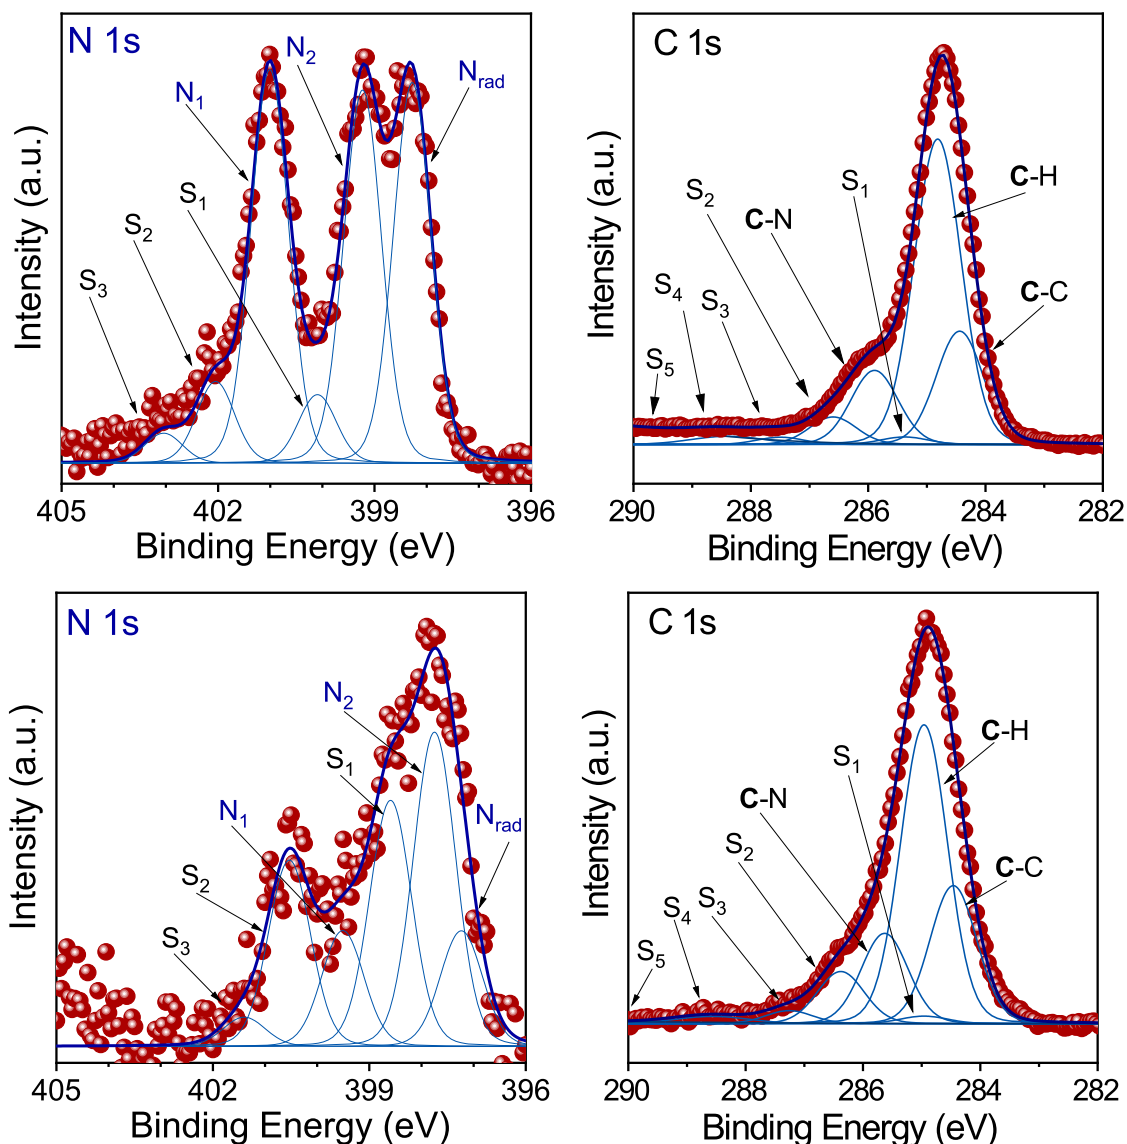 N 1s
N₁
N₂
N_rad
S₁
S₂
S₃
Intensity (a.u.)
405 402 399 396
Binding Energy (eV)
C 1s
S₁
C-H
S₂
C-N
S₄
S₃
C-C
S₅
Intensity (a.u.)
290 288 286 284 282
Binding Energy (eV)
N 1s
N₂
S₁
N₁
N_rad
S₂
S₃
Intensity (a.u.)
405 402 399 396
Binding Energy (eV)
C 1s
C-H
S₁
C-N
S₂
C-C
S₃
S₄
S₅
Intensity (a.u.)
290 288 286 284 282
Binding Energy (eV)